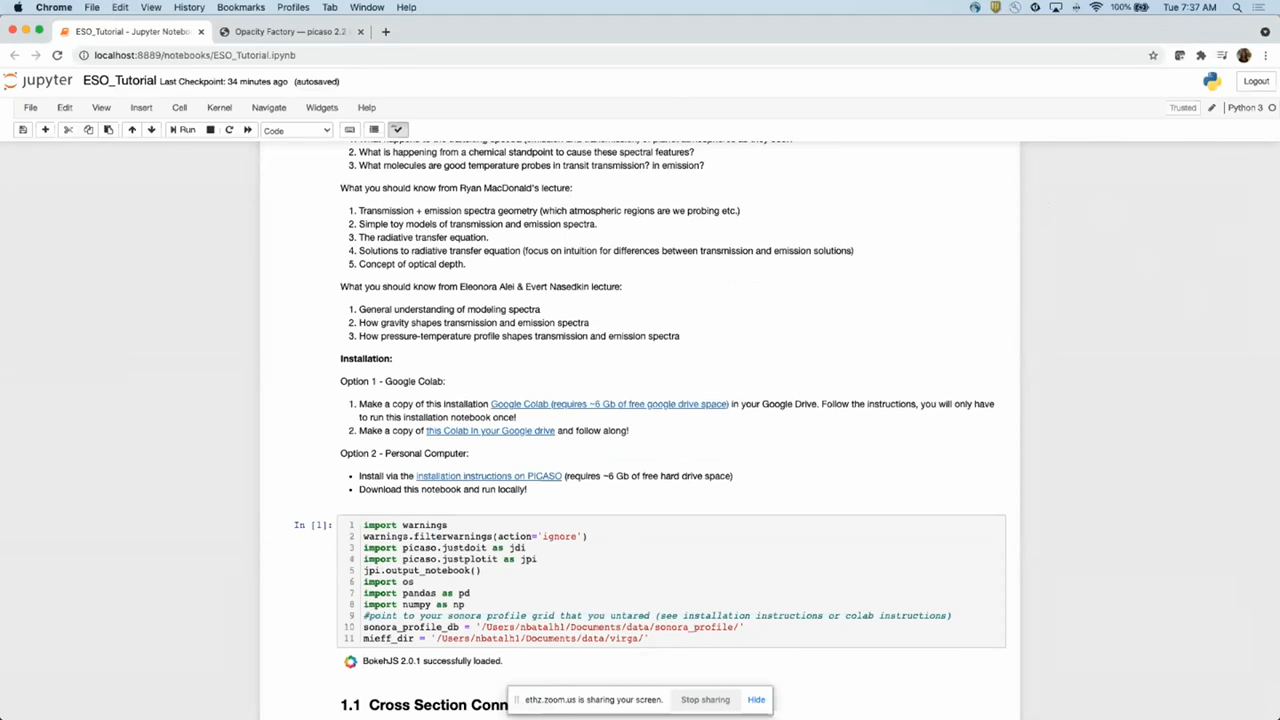 Chrome File Edit View History Bookmarks Profiles Tab Window Help 100% Tue 7:37 AM
ESO_Tutorial - Jupyter Notebo × Opacity Factory — picaso 2.2 × +
localhost:8889/notebooks/ESO_Tutorial.ipynb
jupyter ESO_Tutorial Last Checkpoint: 34 minutes ago (autosaved) Logout
File Edit View Insert Cell Kernel Navigate Widgets Help Trusted Python 3
Run Code
2. What is happening from a chemical standpoint to cause these spectral features?
3. What molecules are good temperature probes in transit transmission? in emission?
What you should know from Ryan MacDonald's lecture:
1. Transmission + emission spectra geometry (which atmospheric regions are we probing etc.)
2. Simple toy models of transmission and emission spectra.
3. The radiative transfer equation.
4. Solutions to radiative transfer equation (focus on intuition for differences between transmission and emission solutions)
5. Concept of optical depth.
What you should know from Eleonora Alei & Evert Nasedkin lecture:
1. General understanding of modeling spectra
2. How gravity shapes transmission and emission spectra
3. How pressure-temperature profile shapes transmission and emission spectra
Installation:
Option 1 - Google Colab:
1. Make a copy of this installation Google Colab (requires ~6 Gb of free google drive space) in your Google Drive. Follow the instructions, you will only have
to run this installation notebook once!
2. Make a copy of this Colab in your Google drive and follow along!
Option 2 - Personal Computer:
• Install via the installation instructions on PICASO (requires ~6 Gb of free hard drive space)
• Download this notebook and run locally!
In [1]:
1 import warnings
2 warnings.filterwarnings(action='ignore')
3 import picaso.justdoit as jdi
4 import picaso.justplotit as jpi
5 jpi.output_notebook()
6 import os
7 import pandas as pd
8 import numpy as np
9 #point to your sonora profile grid that you untared (see installation instructions or colab instructions)
10 sonora_profile_db = '/Users/nbatalh1/Documents/data/sonora_profile/'
11 mieff_dir = '/Users/nbatalh1/Documents/data/virga/'
BokehJS 2.0.1 successfully loaded.
1.1 Cross Section Conn
ethz.zoom.us is sharing your screen. Stop sharing Hide